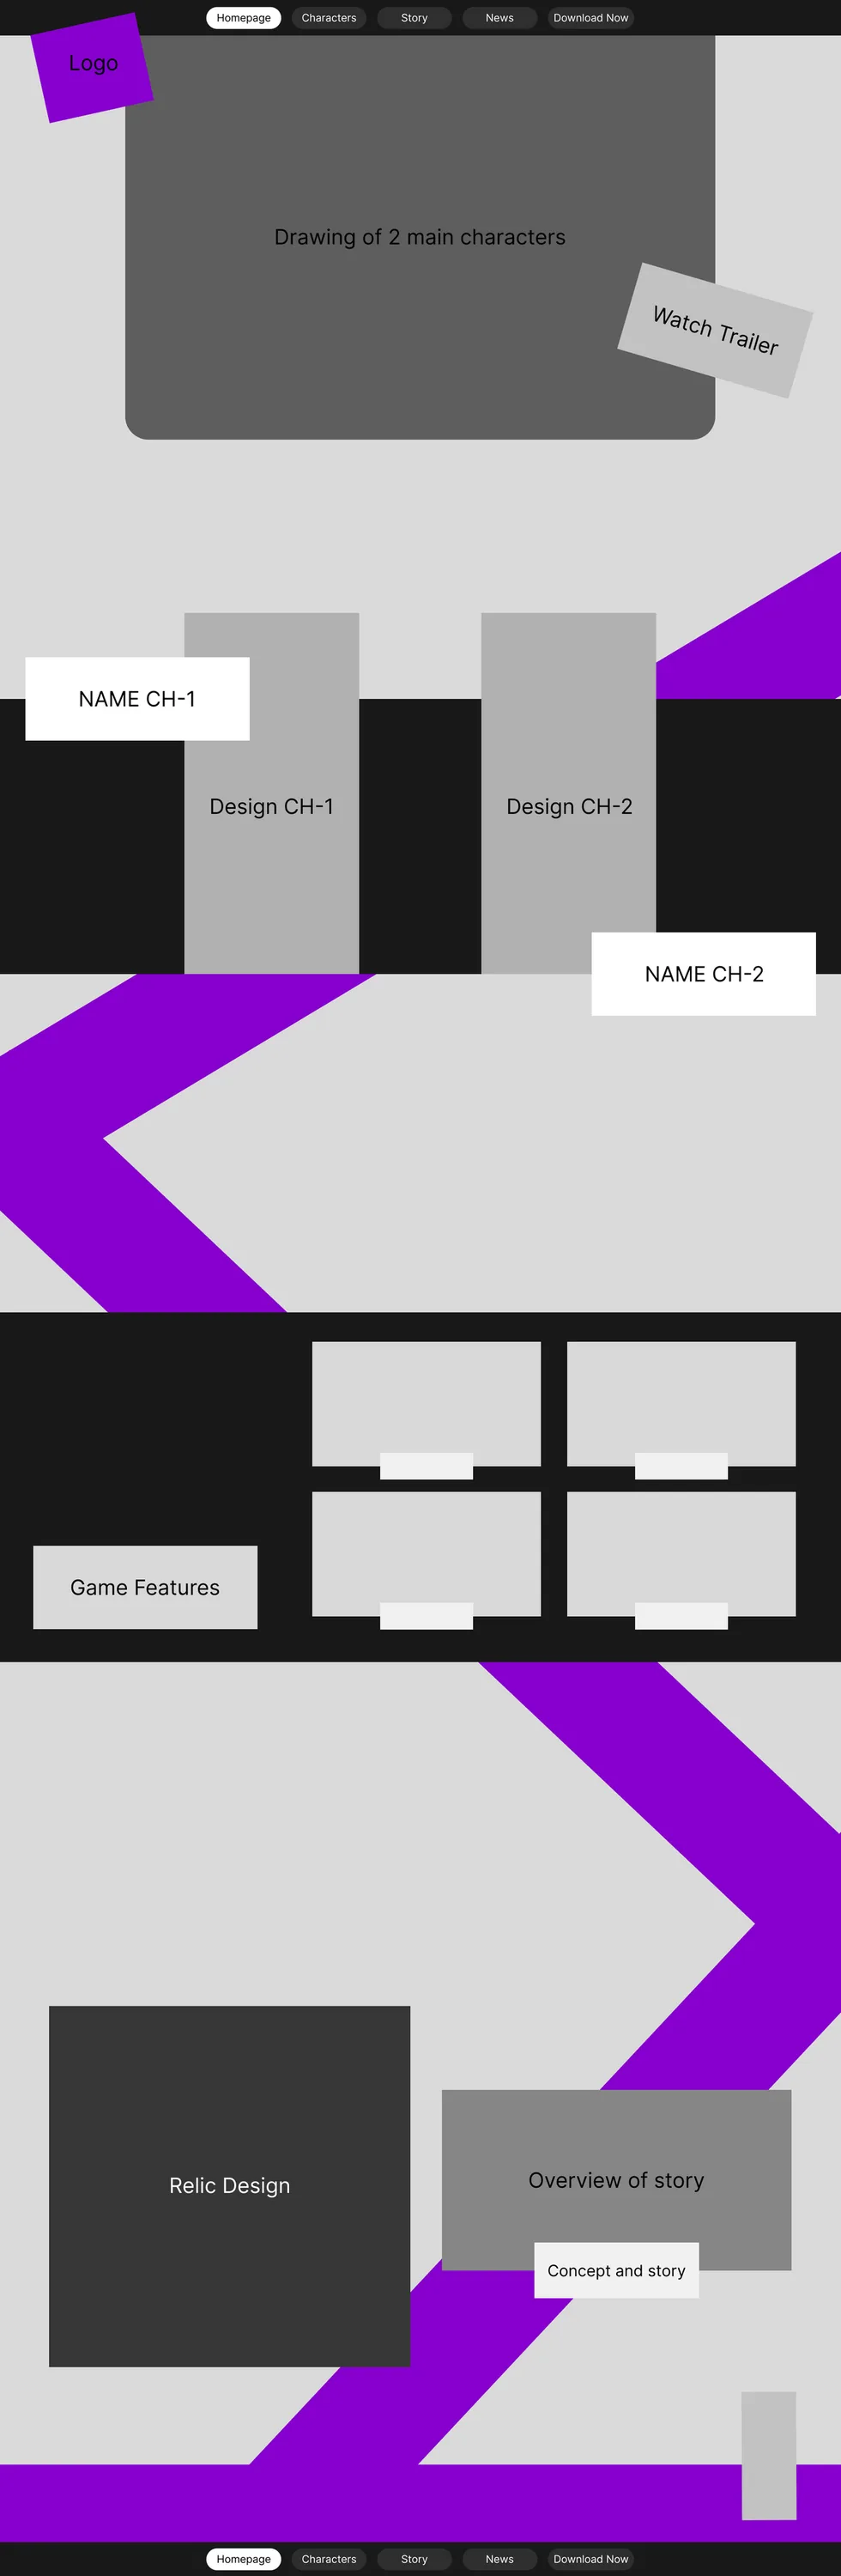 Homepage
Characters
Story
News
Download Now
Logo
Drawing of 2 main characters
Watch Trailer
NAME CH-1
Design CH-1
Design CH-2
NAME CH-2
Game Features
Relic Design
Overview of story
Concept and story
Homepage
Characters
Story
News
Download Now